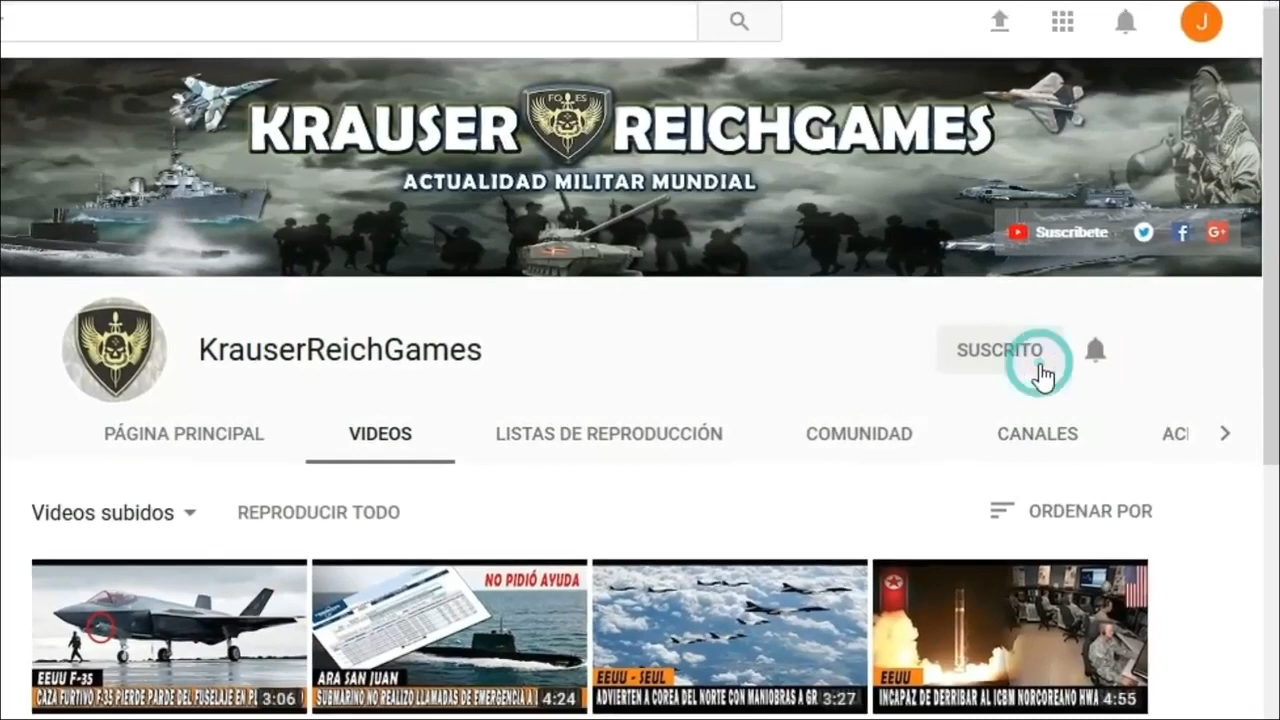 J
FO ES
KRAUSER REICHGAMES
ACTUALIDAD MILITAR MUNDIAL
Suscribete
G+
KrauserReichGames
SUSCRITO
PÁGINA PRINCIPAL
VIDEOS
LISTAS DE REPRODUCCIÓN
COMUNIDAD
CANALES
Videos subidos
REPRODUCIR TODO
ORDENAR POR
EEUU F-35
CAZA FURTIVO F-35 PIERDE PARDE DEL FUSELAJE EN
3:06
NO PIDIÓ AYUDA
ARA SAN JUAN
SUBMARINO NO REALIZO LLAMADAS DE EMERGENCIA A
4:24
EEUU - SEUL
ADVIERTEN A COREA DEL NORTE CON MANIOBRAS A GR
3:27
EEUU
INCAPAZ DE DERRIBAR AL ICBM NORCOREANO HWA
4:55